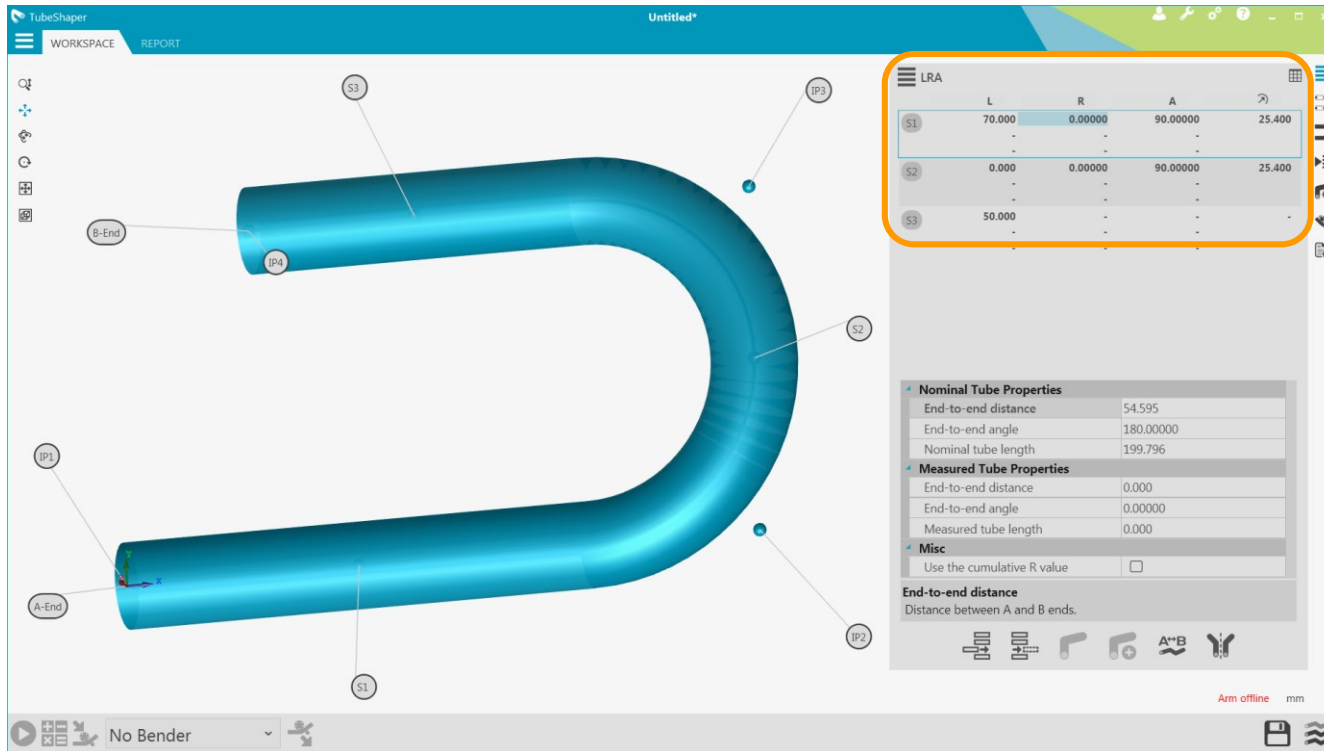 TubeShaper
Untitled*
WORKSPACE REPORT
LRA
L R A
S1 70.000 0.00000 90.00000 25.400
- - -
- - -
S2 0.000 0.00000 90.00000 25.400
- - -
- - -
S3 50.000 - - -
- - -
- - -
S3
IP3
B-End
IP4
S2
IP1
A-End
Y
X
IP2
S1
Nominal Tube Properties
End-to-end distance 54.595
End-to-end angle 180.00000
Nominal tube length 199.796
Measured Tube Properties
End-to-end distance 0.000
End-to-end angle 0.00000
Measured tube length 0.000
Misc
Use the cumulative R value
End-to-end distance
Distance between A and B ends.
A↔B
Arm offline mm
No Bender